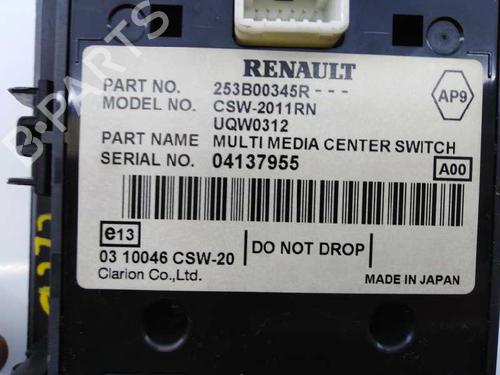 RENAULT
PART NO. 253B00345R---
MODEL NO. CSW-2011RN
UQW0312
AP9
PART NAME MULTI MEDIA CENTER SWITCH
SERIAL NO. 04137955
A00
e13
03 10046 CSW-20
DO NOT DROP
Clarion Co.,Ltd.
MADE IN JAPAN
B-PARTS